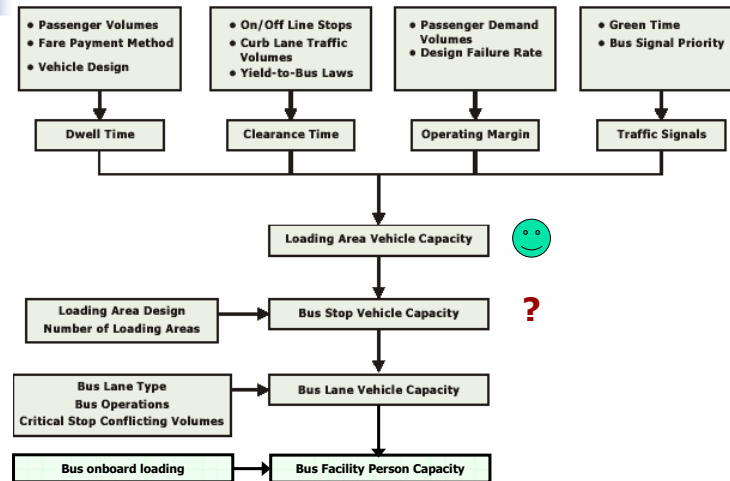 • Passenger Volumes
• Fare Payment Method
• Vehicle Design
• On/Off Line Stops
• Curb Lane Traffic
Volumes
• Yield-to-Bus Laws
• Passenger Demand
Volumes
• Design Failure Rate
• Green Time
• Bus Signal Priority
Dwell Time
Clearance Time
Operating Margin
Traffic Signals
Loading Area Vehicle Capacity
Loading Area Design
Number of Loading Areas
Bus Stop Vehicle Capacity
?
Bus Lane Type
Bus Operations
Critical Stop Conflicting Volumes
Bus Lane Vehicle Capacity
Bus onboard loading
Bus Facility Person Capacity